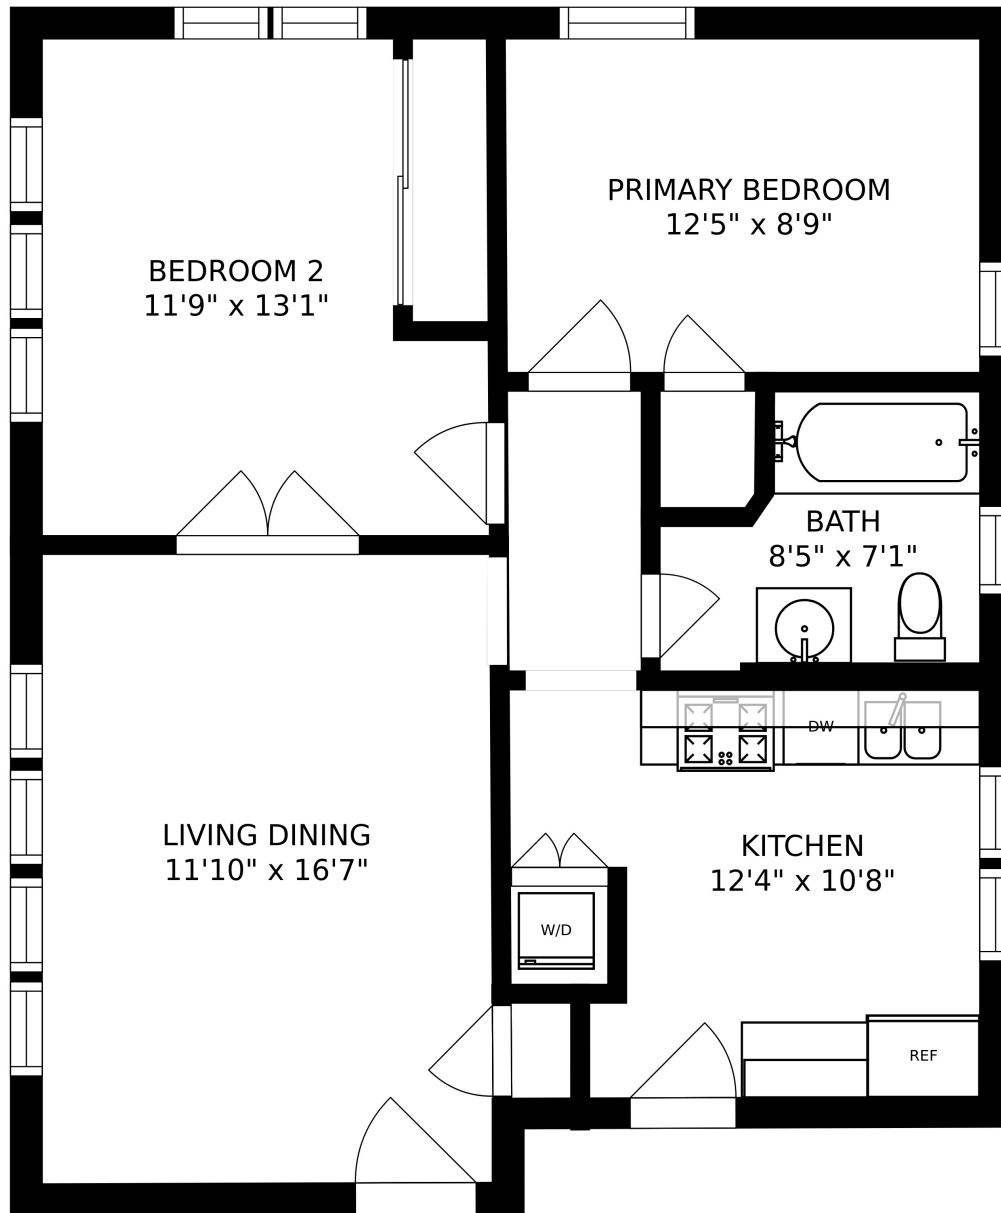 PRIMARY BEDROOM
12'5" x 8'9"
BEDROOM 2
11'9" x 13'1"
BATH
8'5" x 7'1"
DW
LIVING DINING
11'10" x 16'7"
KITCHEN
12'4" x 10'8"
W/D
REF